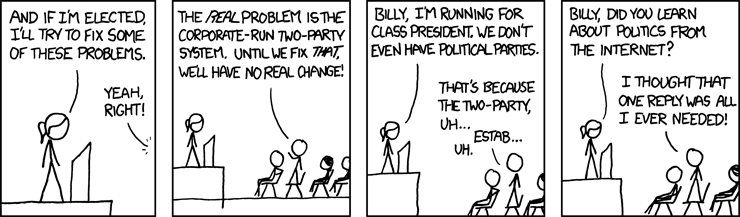 AND IF I'M ELECTED,
I'LL TRY TO FIX SOME
OF THESE PROBLEMS.
YEAH,
RIGHT!
THE REAL PROBLEM IS THE
CORPORATE-RUN TWO-PARTY
SYSTEM. UNTIL WE FIX THAT,
WE'LL HAVE NO REAL CHANGE!
BILLY, I'M RUNNING FOR
CLASS PRESIDENT. WE DON'T
EVEN HAVE POLITICAL PARTIES.
THAT'S BECAUSE
THE TWO-PARTY,
UH...
ESTAB...
UH.
BILLY, DID YOU LEARN
ABOUT POLITICS FROM
THE INTERNET?
I THOUGHT THAT
ONE REPLY WAS ALL
I EVER NEEDED!